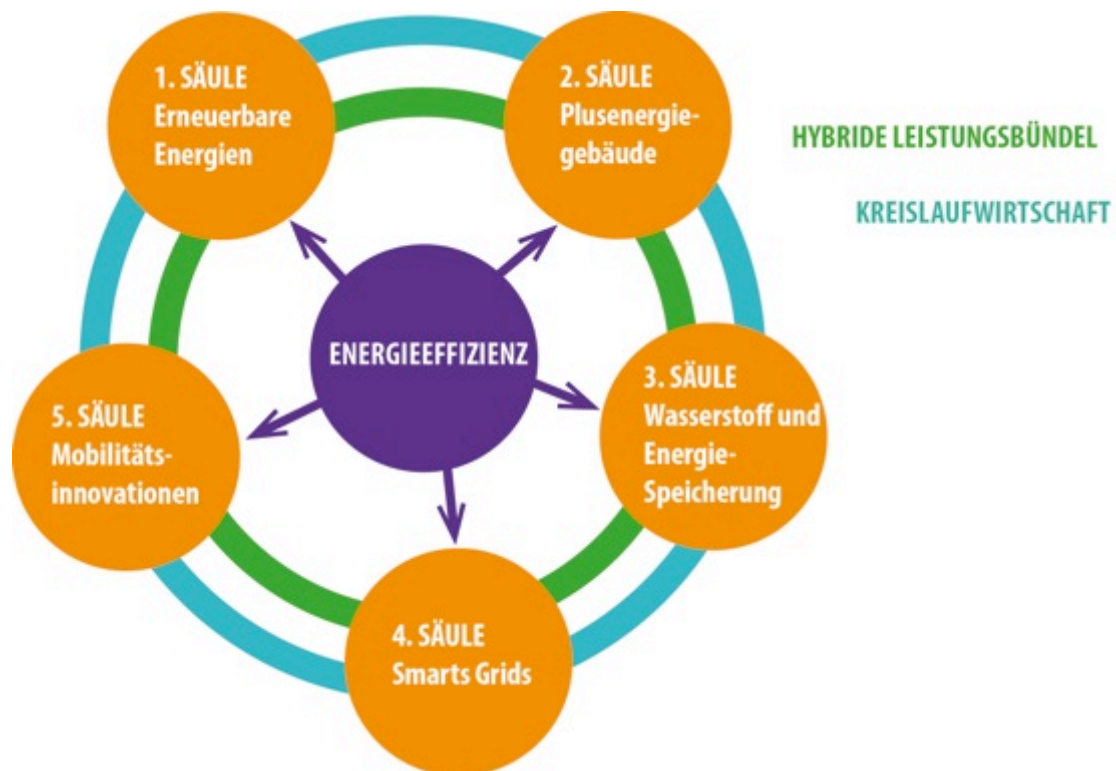 1. SÄULE
Erneuerbare
Energien
2. SÄULE
Plusenergie-
gebäude
HYBRIDE LEISTUNGSBÜNDEL
KREISLAUFWIRTSCHAFT
ENERGIEEFFIZIENZ
3. SÄULE
Wasserstoff und
Energie-
Speicherung
5. SÄULE
Mobilitäts-
innovationen
4. SÄULE
Smarts Grids